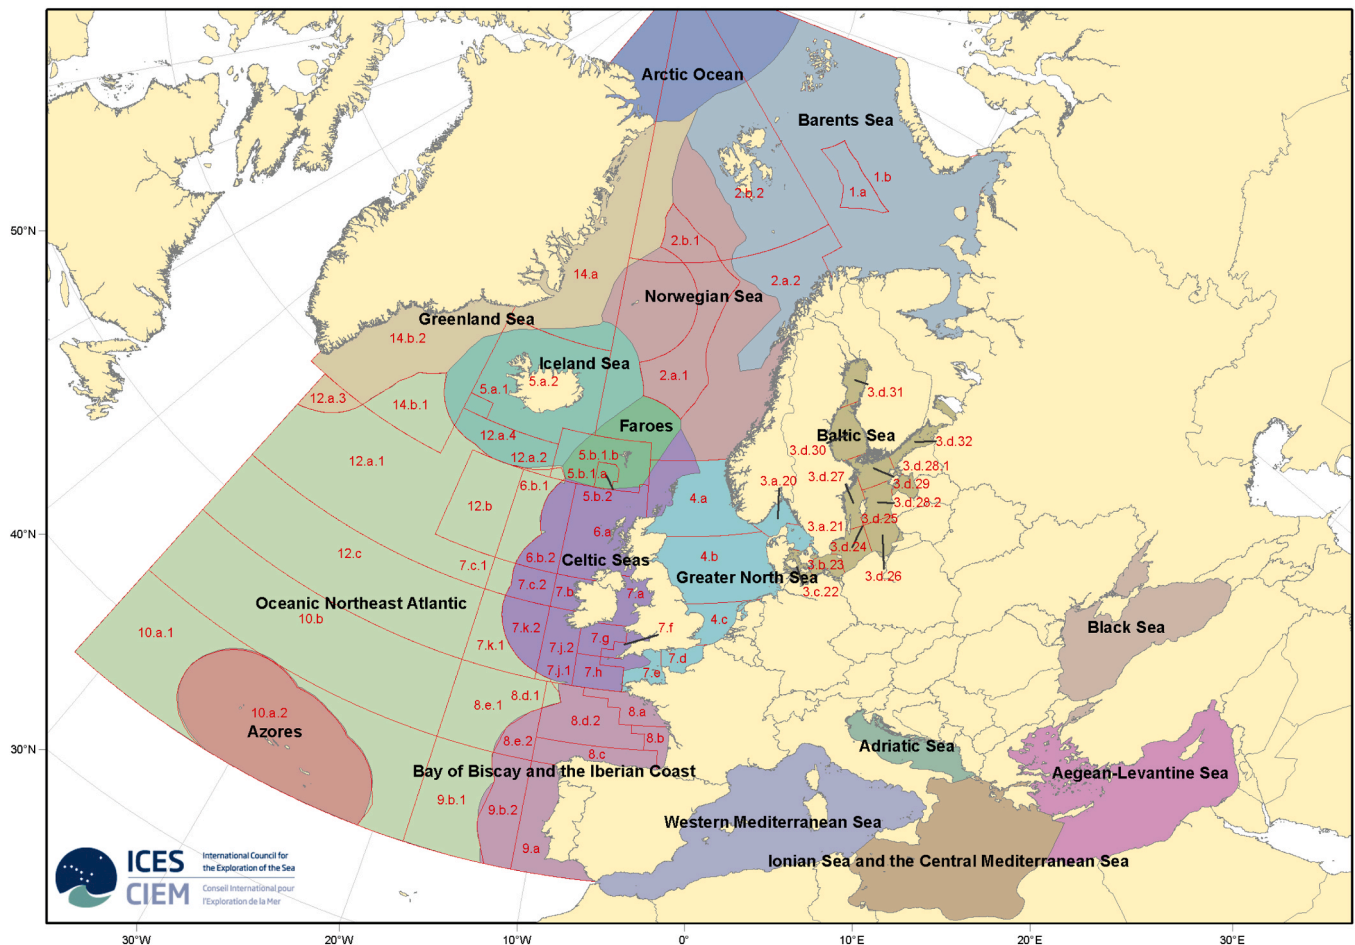 Arctic Ocean
Barents Sea
1.b
1.a
2.b.2
50°N
2.b.1
14.a
2.a.2
Norwegian Sea
Greenland Sea
14.b.2
Iceland Sea
5.a.2
5.a.1
2.a.1
3.d.31
12.a.3
14.b.1
Faroes
12.a.4
Baltic Sea
3.d.32
3.d.30
12.a.2
5.b.1.b
12.a.1
3.d.28.1
5.b.1.a
3.d.27
3.a.20
3.d.29
6.b.1
5.b.2
4.a
3.d.28.2
12.b
3.d.25
3.a.21
40°N
6.a
3.d.24
12.c
6.b.2
4.b
Celtic Seas
7.c.1
3.b.23
Greater North Sea
3.d.26
7.c.2
7.b
7.a
3.c.22
Oceanic Northeast Atlantic
10.b
4.c
10.a.1
7.k.2
7.f
Black Sea
7.g
7.k.1
7.j.2
7.d
7.j.1
7.h
7.e
8.d.1
8.e.1
10.a.2
8.a
8.d.2
Azores
8.b
8.e.2
Adriatic Sea
30°N
8.c
Bay of Biscay and the Iberian Coast
Aegean-Levantine Sea
9.b.1
9.b.2
Western Mediterranean Sea
9.a
Ionian Sea and the Central Mediterranean Sea
ICES
International Council for
the Exploration of the Sea
CIEM
Conseil International pour
l'Exploration de la Mer
30°W
20°W
10°W
0°
10°E
20°E
30°E